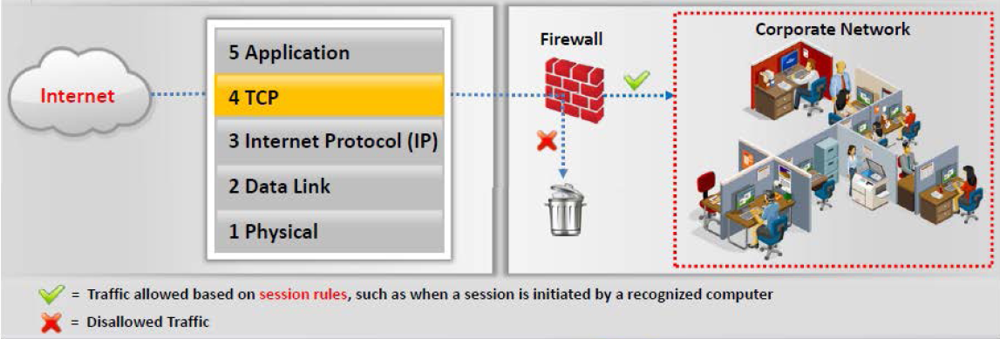 Internet
5 Application
4 TCP
3 Internet Protocol (IP)
2 Data Link
1 Physical
Firewall
Corporate Network
= Traffic allowed based on session rules, such as when a session is initiated by a recognized computer
= Disallowed Traffic